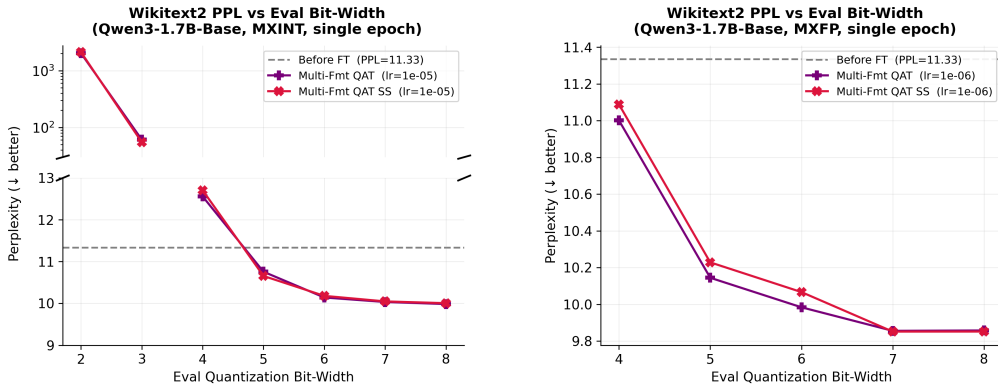 Wikitext2 PPL vs Eval Bit-Width
(Qwen3-1.7B-Base, MXINT, single epoch)
Before FT (PPL=11.33)
Multi-Fmt QAT (lr=1e-05)
Multi-Fmt QAT SS (lr=1e-05)
10³
10²
13
12
11
10
9
Perplexity (↓ better)
2 3 4 5 6 7 8
Eval Quantization Bit-Width
Wikitext2 PPL vs Eval Bit-Width
(Qwen3-1.7B-Base, MXFP, single epoch)
Before FT (PPL=11.33)
Multi-Fmt QAT (lr=1e-06)
Multi-Fmt QAT SS (lr=1e-06)
11.4
11.2
11.0
10.8
10.6
10.4
10.2
10.0
9.8
Perplexity (↓ better)
4 5 6 7 8
Eval Quantization Bit-Width